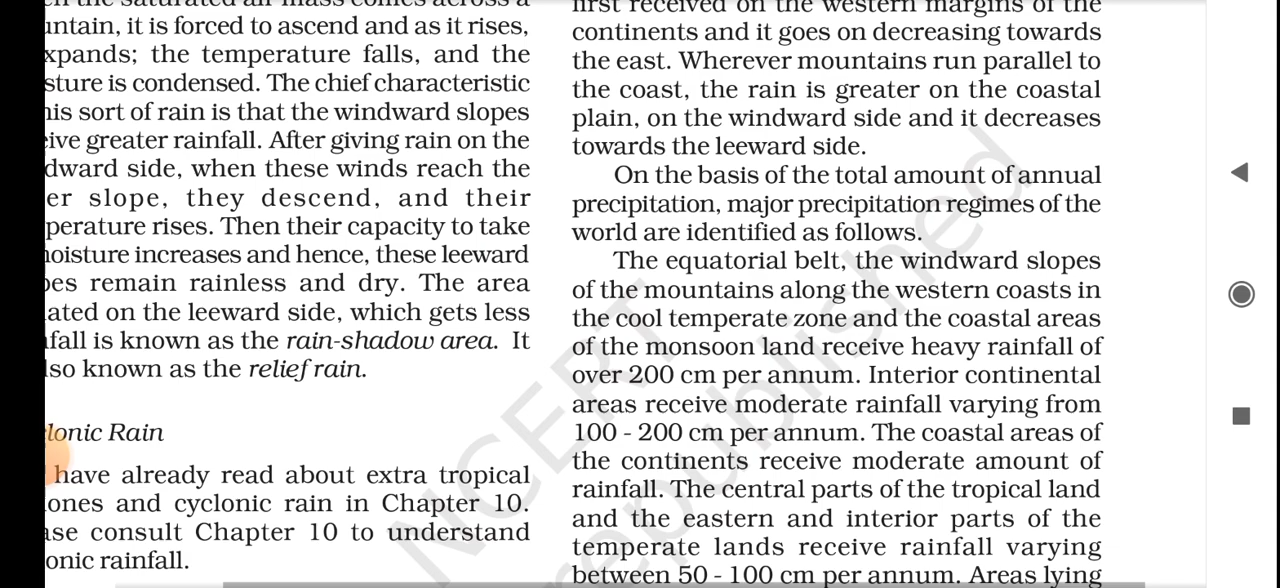 untain, it is forced to ascend and as it rises,
xpands; the temperature falls, and the
sture is condensed. The chief characteristic
his sort of rain is that the windward slopes
eive greater rainfall. After giving rain on the
dward side, when these winds reach the
er slope, they descend, and their
perature rises. Then their capacity to take
moisture increases and hence, these leeward
pes remain rainless and dry. The area
ated on the leeward side, which gets less
nfall is known as the rain-shadow area. It
lso known as the relief rain.
clonic Rain
have already read about extra tropical
ones and cyclonic rain in Chapter 10.
ase consult Chapter 10 to understand
onic rainfall.
first received on the western margins of the
continents and it goes on decreasing towards
the east. Wherever mountains run parallel to
the coast, the rain is greater on the coastal
plain, on the windward side and it decreases
towards the leeward side.
On the basis of the total amount of annual
precipitation, major precipitation regimes of the
world are identified as follows.
The equatorial belt, the windward slopes
of the mountains along the western coasts in
the cool temperate zone and the coastal areas
of the monsoon land receive heavy rainfall of
over 200 cm per annum. Interior continental
areas receive moderate rainfall varying from
100 - 200 cm per annum. The coastal areas of
the continents receive moderate amount of
rainfall. The central parts of the tropical land
and the eastern and interior parts of the
temperate lands receive rainfall varying
between 50 - 100 cm per annum. Areas lying
NCERT
republished